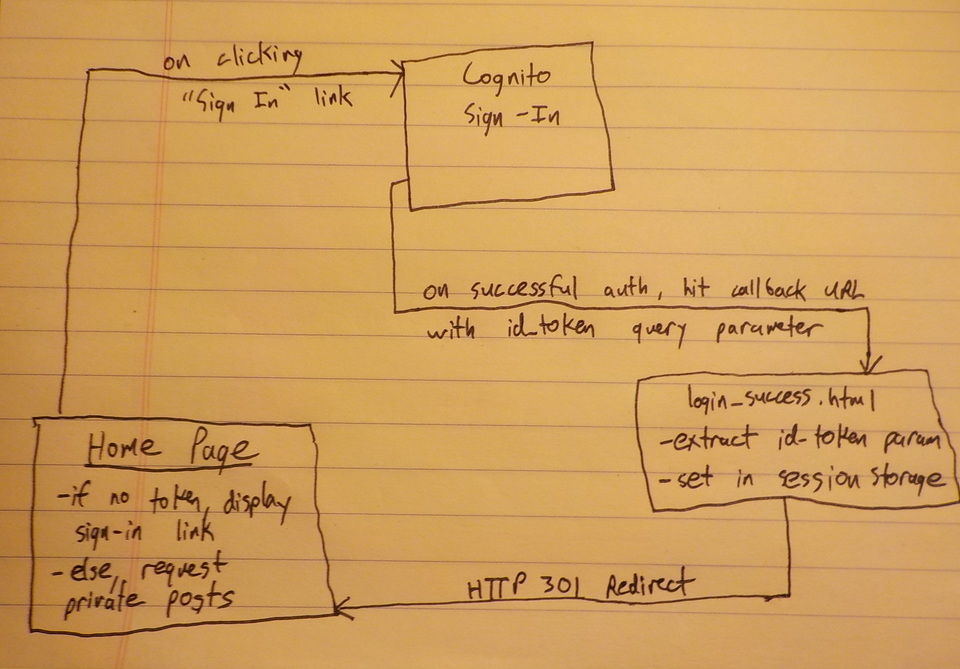 on clicking
"Sign In" link
Cognito
Sign-In
on successful auth, hit callback URL
with id_token query parameter
login_success.html
-extract id-token param
-set in session storage
Home Page
-if no token, display
sign-in link
-else, request
private posts
HTTP 301 Redirect